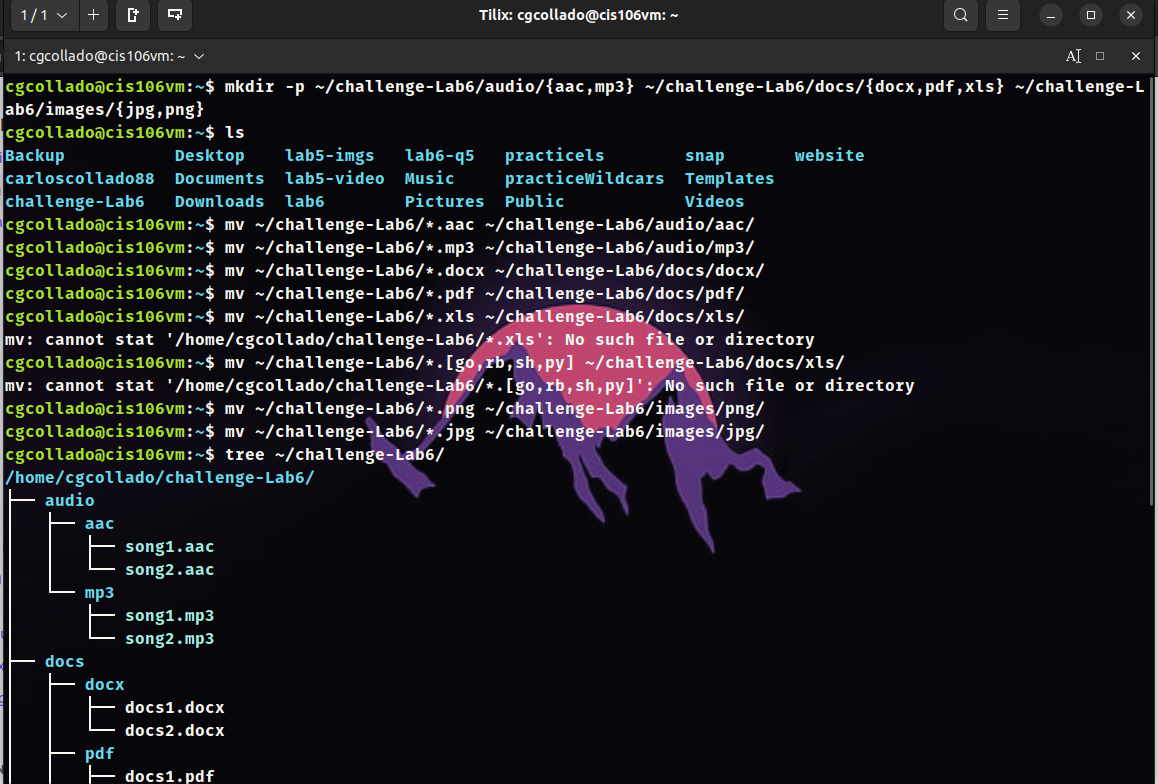 1 / 1
Tilix: cgcollado@cis106vm: ~
1: cgcollado@cis106vm: ~
cgcollado@cis106vm:~$ mkdir -p ~/challenge-Lab6/audio/{aac,mp3} ~/challenge-Lab6/docs/{docx,pdf,xls} ~/challenge-L
ab6/images/{jpg,png}
cgcollado@cis106vm:~$ ls
Backup Desktop lab5-imgs lab6-q5 practicels snap website
carloscollado88 Documents lab5-video Music practiceWildcars Templates
challenge-Lab6 Downloads lab6 Pictures Public Videos
cgcollado@cis106vm:~$ mv ~/challenge-Lab6/*.aac ~/challenge-Lab6/audio/aac/
cgcollado@cis106vm:~$ mv ~/challenge-Lab6/*.mp3 ~/challenge-Lab6/audio/mp3/
cgcollado@cis106vm:~$ mv ~/challenge-Lab6/*.docx ~/challenge-Lab6/docs/docx/
cgcollado@cis106vm:~$ mv ~/challenge-Lab6/*.pdf ~/challenge-Lab6/docs/pdf/
cgcollado@cis106vm:~$ mv ~/challenge-Lab6/*.xls ~/challenge-Lab6/docs/xls/
mv: cannot stat '/home/cgcollado/challenge-Lab6/*.xls': No such file or directory
cgcollado@cis106vm:~$ mv ~/challenge-Lab6/*.[go,rb,sh,py] ~/challenge-Lab6/docs/xls/
mv: cannot stat '/home/cgcollado/challenge-Lab6/*.[go,rb,sh,py]': No such file or directory
cgcollado@cis106vm:~$ mv ~/challenge-Lab6/*.png ~/challenge-Lab6/images/png/
cgcollado@cis106vm:~$ mv ~/challenge-Lab6/*.jpg ~/challenge-Lab6/images/jpg/
cgcollado@cis106vm:~$ tree ~/challenge-Lab6/
/home/cgcollado/challenge-Lab6/
audio
aac
song1.aac
song2.aac
mp3
song1.mp3
song2.mp3
docs
docx
docs1.docx
docs2.docx
pdf
docs1.pdf